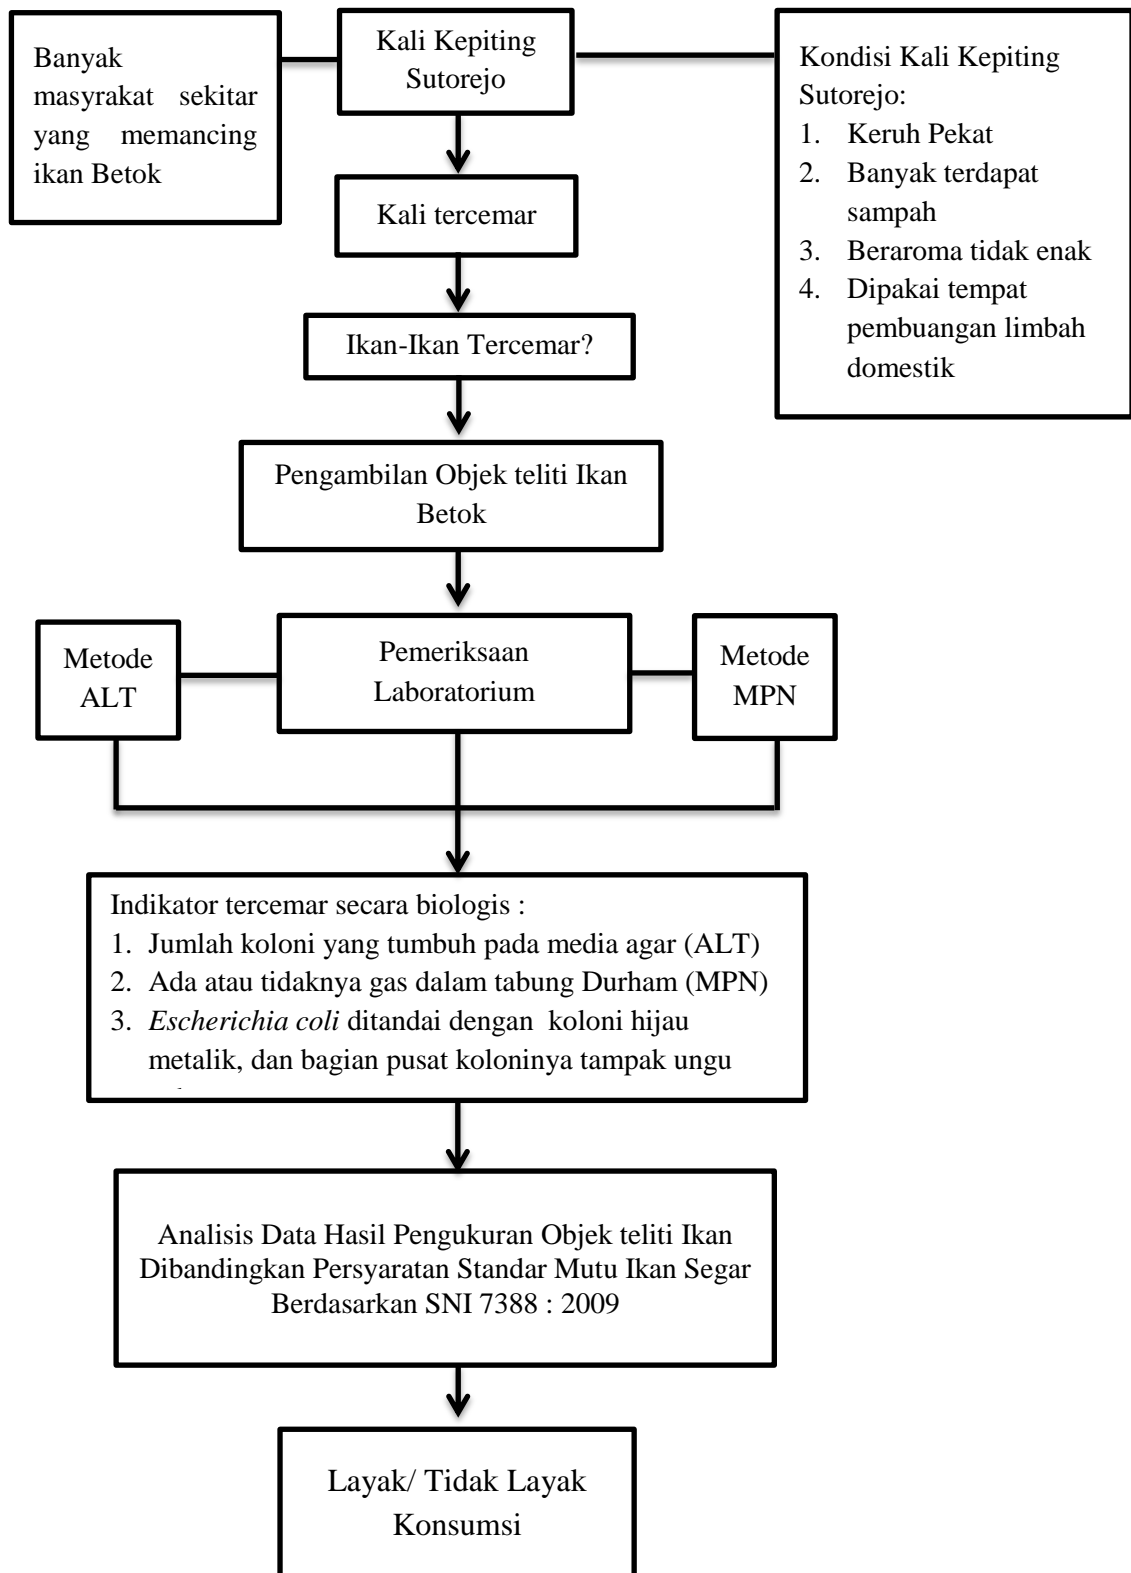 Banyak
masyrakat sekitar
yang memancing
ikan Betok
Kali Kepiting
Sutorejo
Kondisi Kali Kepiting
Sutorejo:
1. Keruh Pekat
2. Banyak terdapat
sampah
3. Beraroma tidak enak
4. Dipakai tempat
pembuangan limbah
domestik
Kali tercemar
Ikan-Ikan Tercemar?
Pengambilan Objek teliti Ikan
Betok
Metode
ALT
Pemeriksaan
Laboratorium
Metode
MPN
Indikator tercemar secara biologis :
1. Jumlah koloni yang tumbuh pada media agar (ALT)
2. Ada atau tidaknya gas dalam tabung Durham (MPN)
3. Escherichia coli ditandai dengan koloni hijau
metalik, dan bagian pusat koloninya tampak ungu
Analisis Data Hasil Pengukuran Objek teliti Ikan
Dibandingkan Persyaratan Standar Mutu Ikan Segar
Berdasarkan SNI 7388 : 2009
Layak/ Tidak Layak
Konsumsi